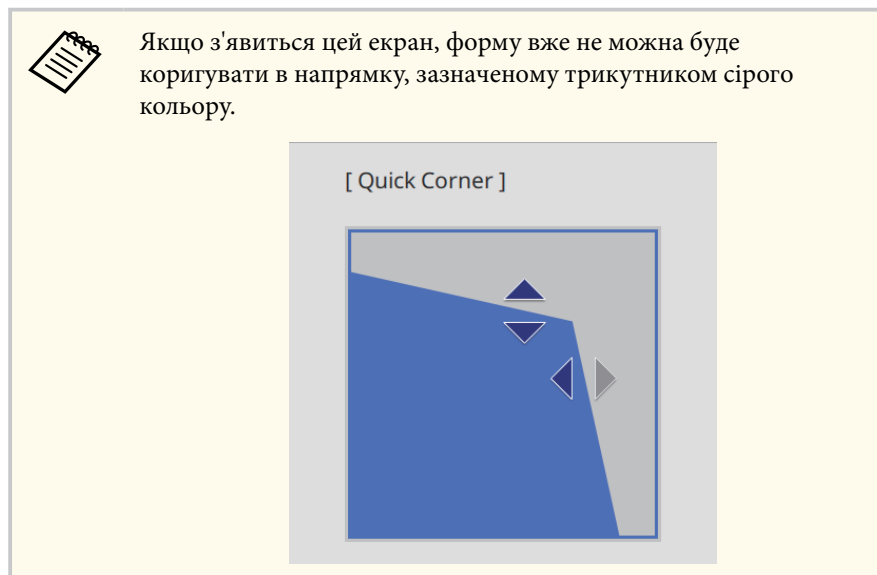 Якщо з'явиться цей екран, форму вже не можна буде
коригувати в напрямку, зазначеному трикутником сірого
кольору.
[ Quick Corner ]